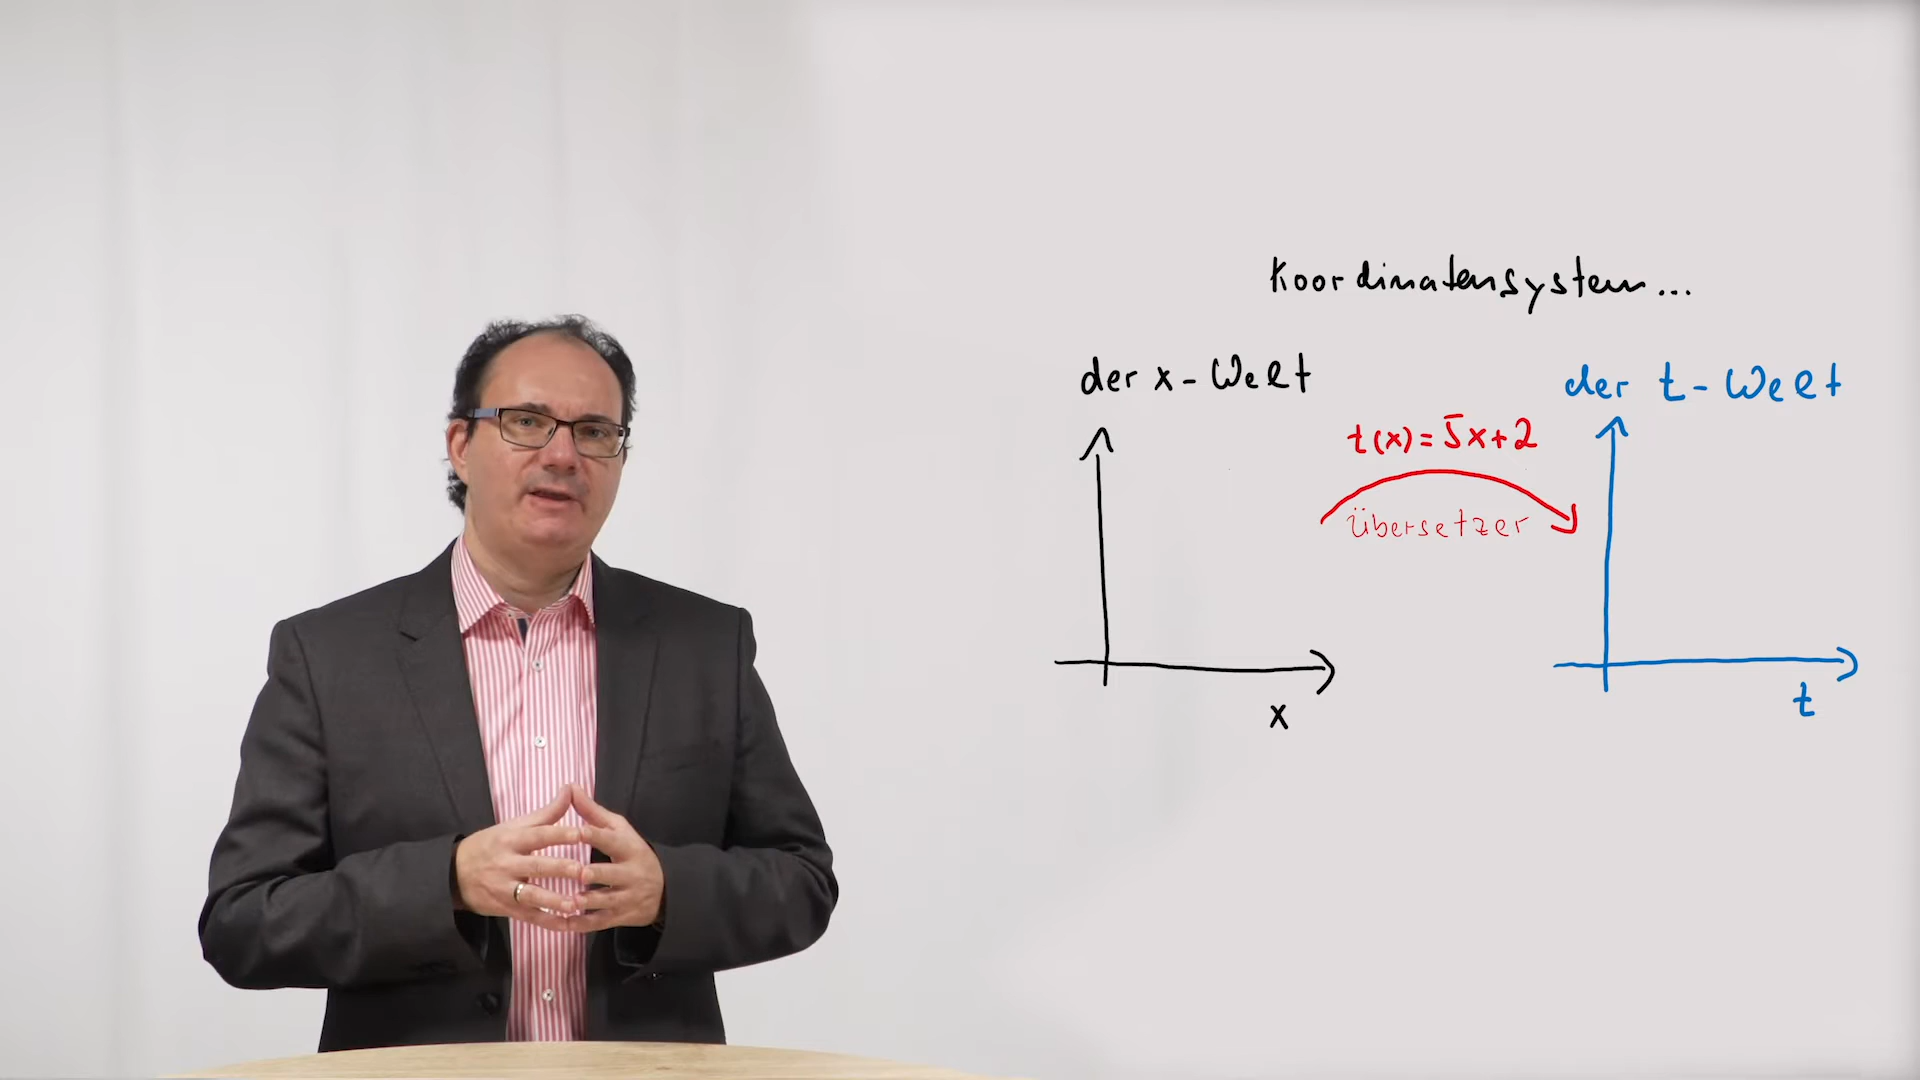 Koordinatensystem...
der x-Welt
der t-Welt
t(x)=5x+2
Übersetzer
x
t